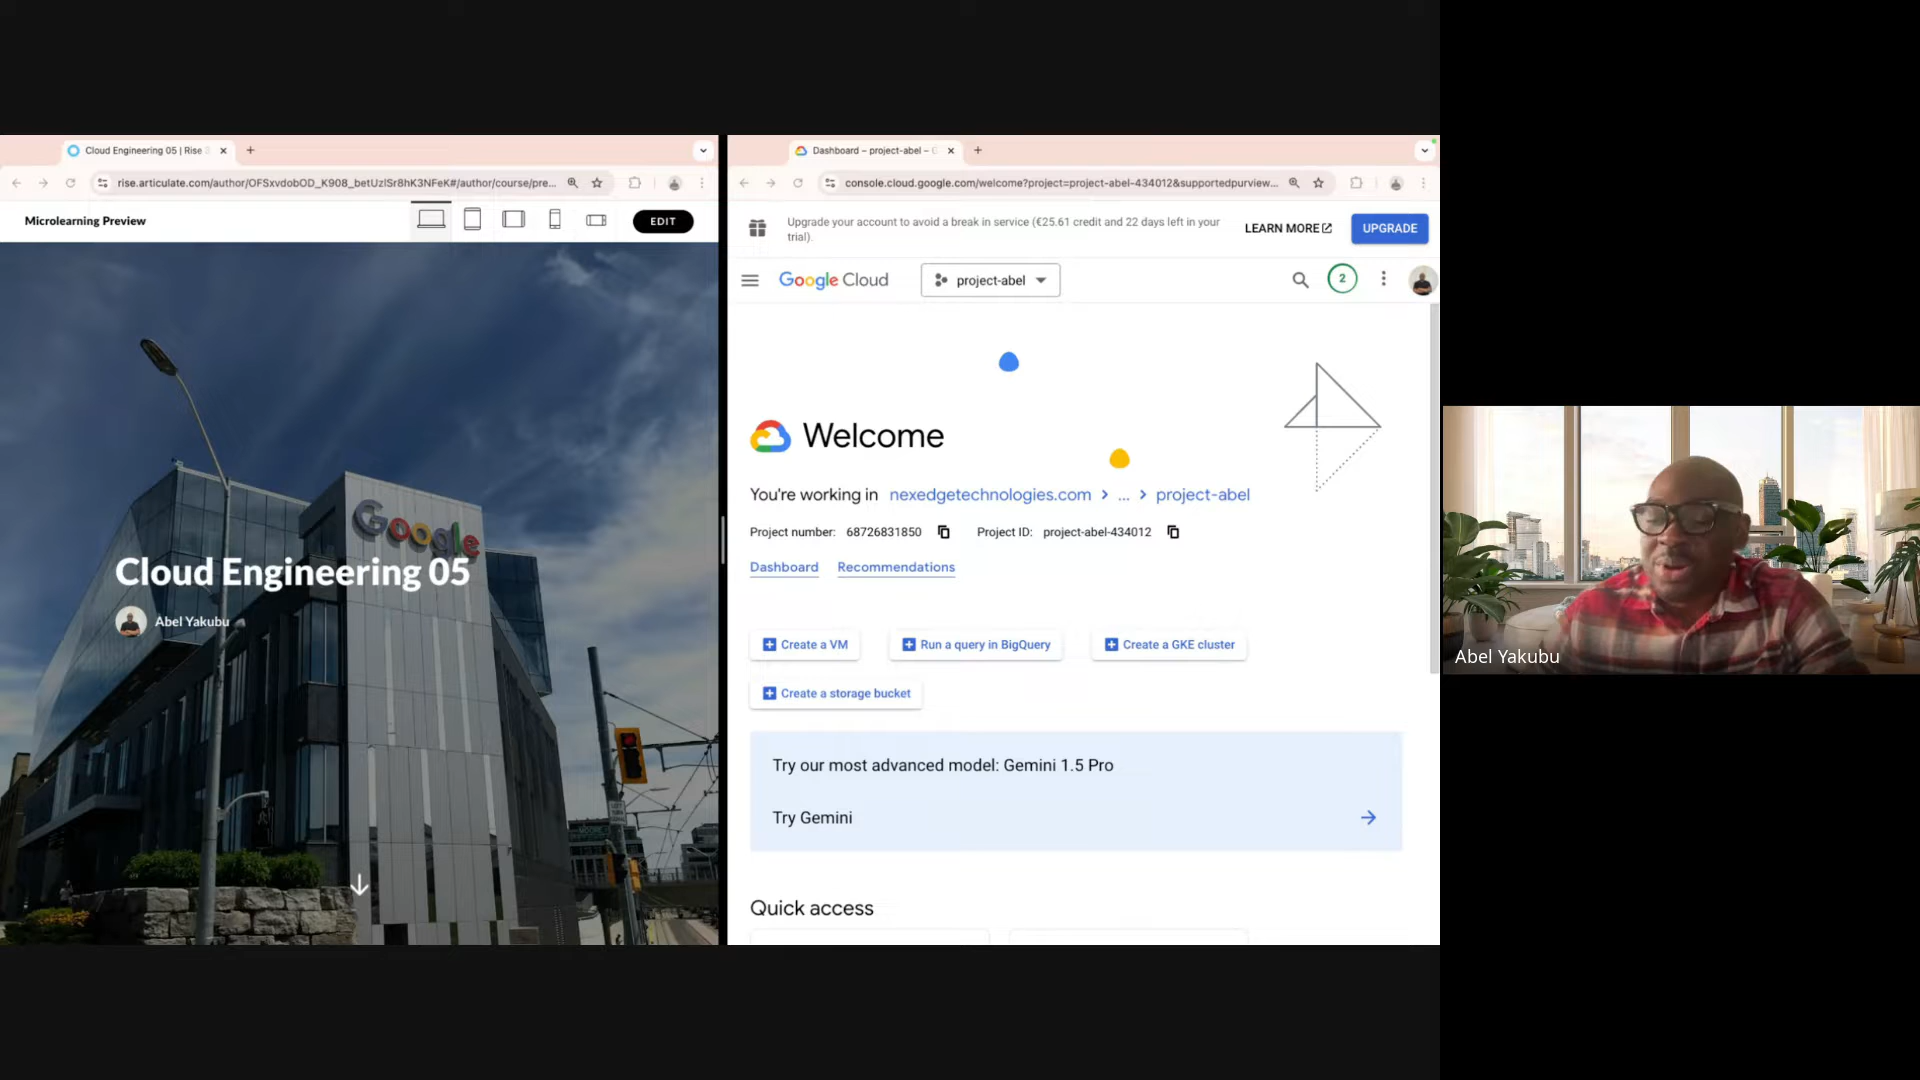 Cloud Engineering 05 | Rise
rise.articulate.com/author/OFSxvdobOD_K908_betUzlSr8hK3NFeK#/author/course/pre...
Microlearning Preview
EDIT
Google
Cloud Engineering 05
Abel Yakubu
Dashboard – project-abel –
console.cloud.google.com/welcome?project=project-abel-434012&supportedpurview...
Upgrade your account to avoid a break in service (€25.61 credit and 22 days left in your
trial).
LEARN MORE
UPGRADE
Google Cloud
project-abel
2
Welcome
You're working in nexedgetechnologies.com > ... > project-abel
Project number: 68726831850 Project ID: project-abel-434012
Dashboard Recommendations
Create a VM
Run a query in BigQuery
Create a GKE cluster
Create a storage bucket
Try our most advanced model: Gemini 1.5 Pro
Try Gemini
Quick access
Abel Yakubu